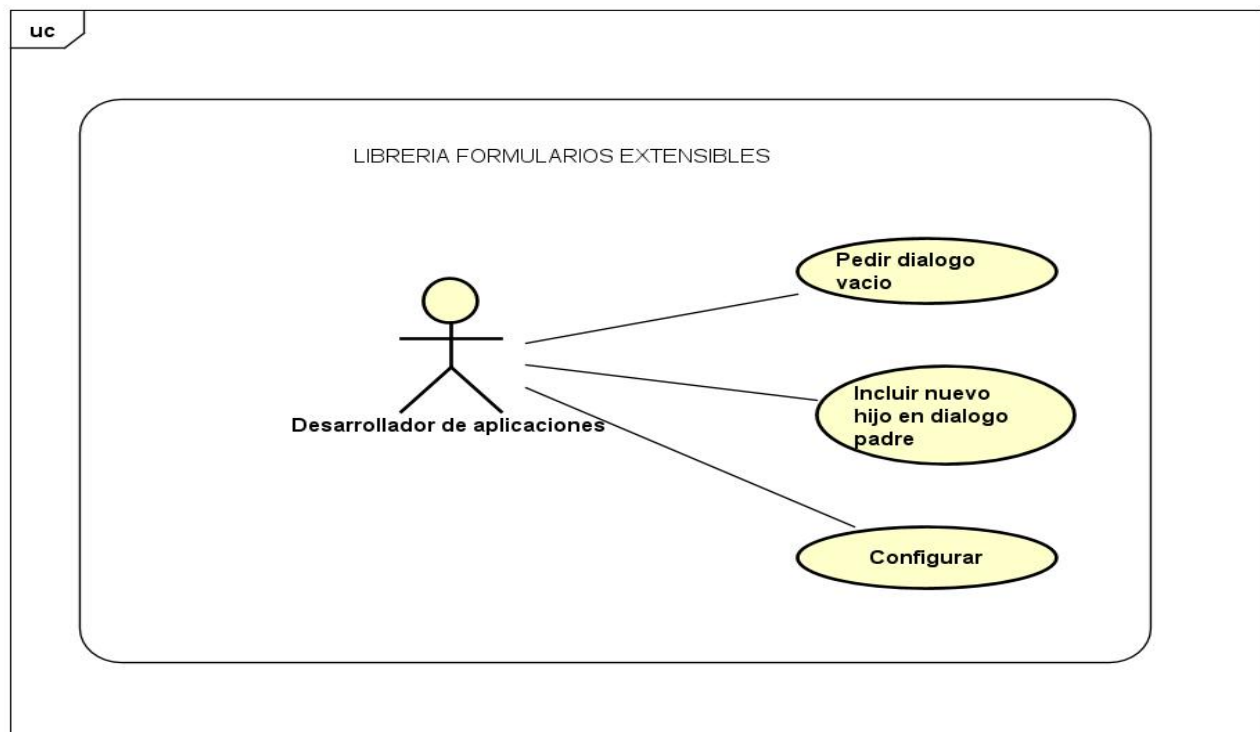 uc
LIBRERIA FORMULARIOS EXTENSIBLES
Pedir dialogo
vacio
Incluir nuevo
hijo en dialogo
padre
Desarrollador de aplicaciones
Configurar